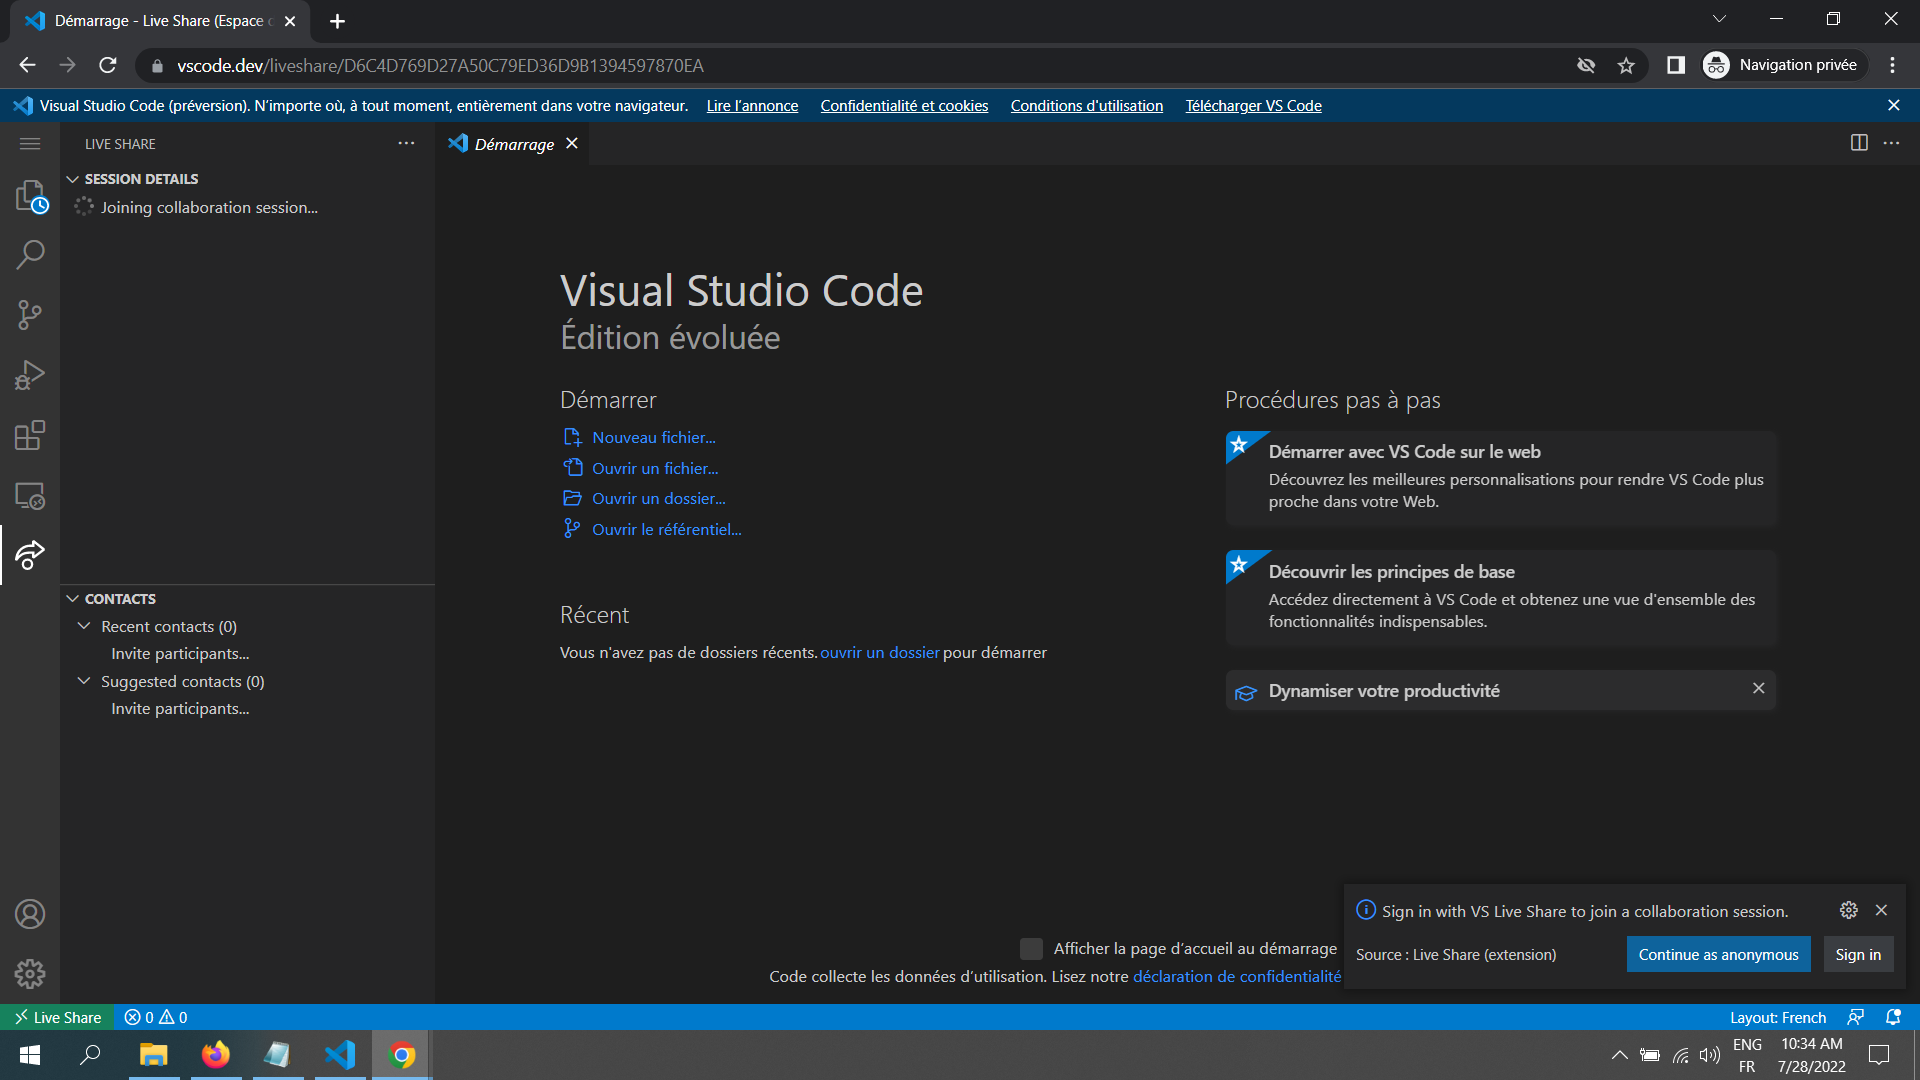 Démarrage - Live Share (Espace
vscode.dev/liveshare/D6C4D769D27A50C79ED36D9B1394597870EA
Navigation privée
Visual Studio Code (préversion). N’importe où, à tout moment, entièrement dans votre navigateur. Lire l’annonce Confidentialité et cookies Conditions d'utilisation Télécharger VS Code
LIVE SHARE
Démarrage
SESSION DETAILS
Joining collaboration session...
Visual Studio Code
Édition évoluée
Démarrer
Nouveau fichier...
Ouvrir un fichier...
Ouvrir un dossier...
Ouvrir le référentiel...
Récent
Vous n'avez pas de dossiers récents. ouvrir un dossier pour démarrer
Procédures pas à pas
Démarrer avec VS Code sur le web
Découvrez les meilleures personnalisations pour rendre VS Code plus
proche dans votre Web.
Découvrir les principes de base
Accédez directement à VS Code et obtenez une vue d'ensemble des
fonctionnalités indispensables.
Dynamiser votre productivité
CONTACTS
Recent contacts (0)
Invite participants...
Suggested contacts (0)
Invite participants...
Afficher la page d’accueil au démarrage
Code collecte les données d’utilisation. Lisez notre déclaration de confidentialité
Sign in with VS Live Share to join a collaboration session.
Source : Live Share (extension)
Continue as anonymous
Sign in
Live Share
0
0
Layout: French
ENG
FR
10:34 AM
7/28/2022